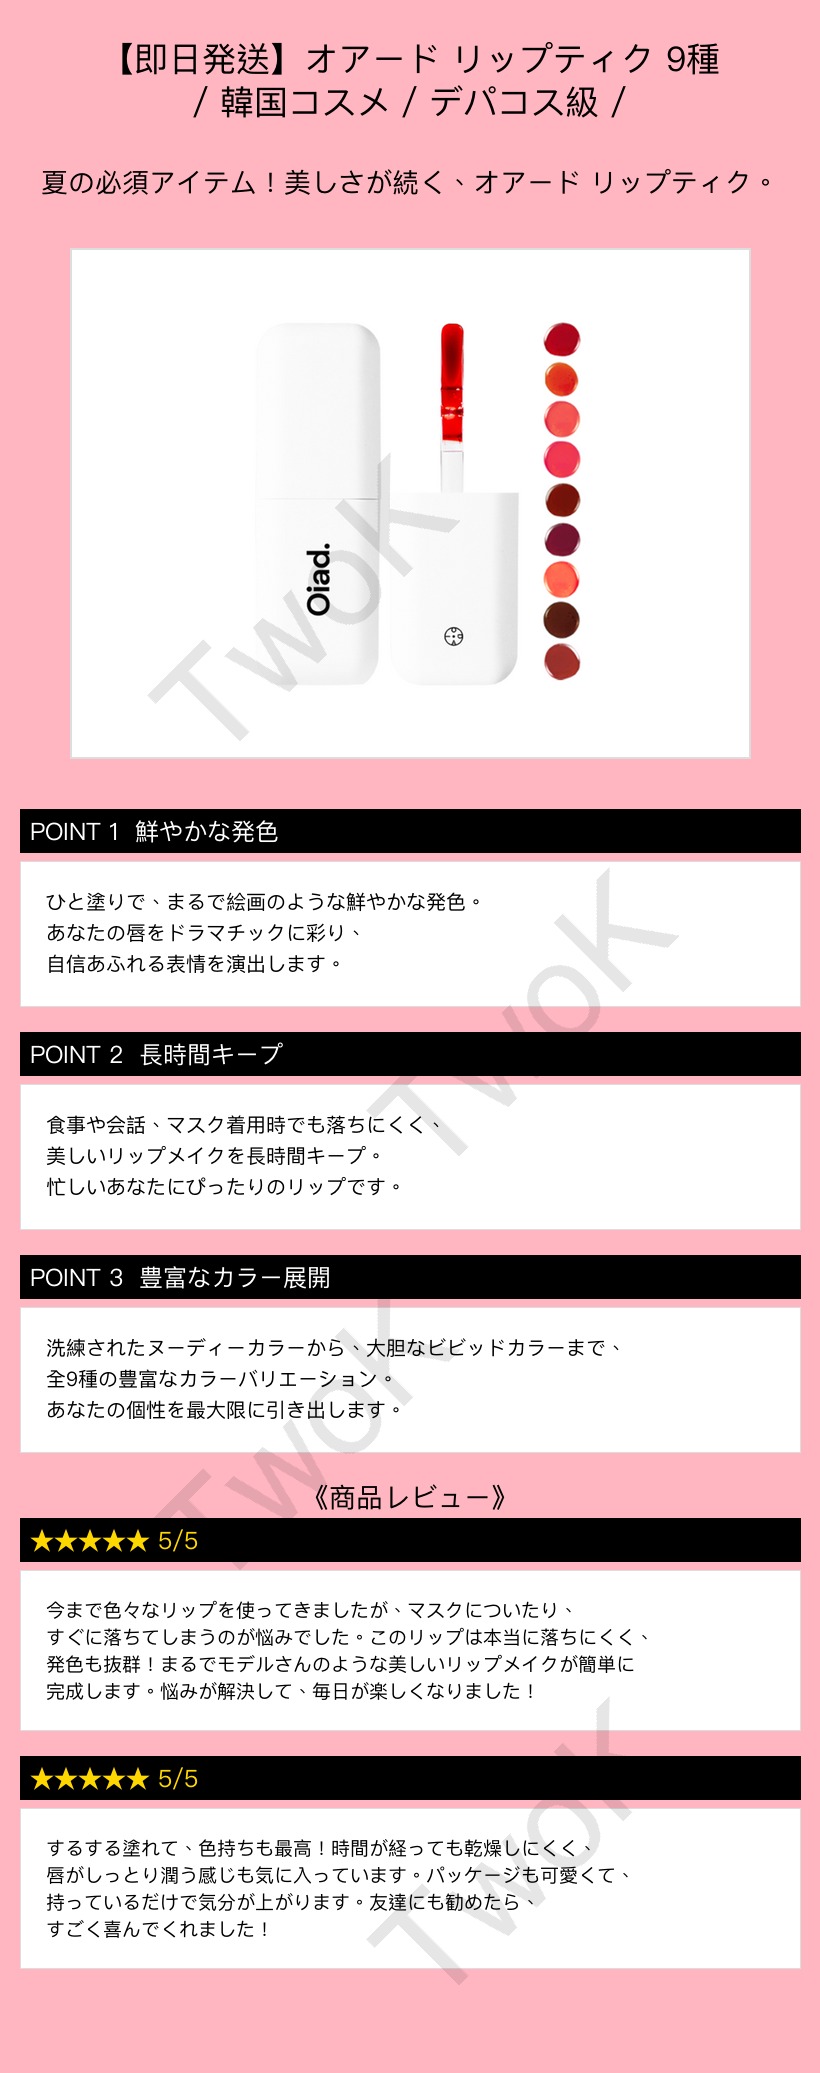 【即日発送】オアード リップティク 9種
/ 韓国コスメ / デパコス級 /
夏の必須アイテム！美しさが続く、オアード リップティク。
Oiad.
TwoK
POINT 1 鮮やかな発色
ひと塗りで、まるで絵画のような鮮やかな発色。
あなたの唇をドラマチックに彩り、
自信あふれる表情を演出します。
TwoK
POINT 2 長時間キープ
食事や会話、マスク着用時でも落ちにくく、
美しいリップメイクを長時間キープ。
忙しいあなたにぴったりのリップです。
POINT 3 豊富なカラー展開
洗練されたヌーディーカラーから、大胆なビビッドカラーまで、
全9種の豊富なカラーバリエーション。
あなたの個性を最大限に引き出します。
TwoK
《商品レビュー》
★★★★★ 5/5
今まで色々なリップを使ってきましたが、マスクについたり、
すぐに落ちてしまうのが悩みでした。このリップは本当に落ちにくく、
発色も抜群！まるでモデルさんのような美しいリップメイクが簡単に
完成します。悩みが解決して、毎日が楽しくなりました！
★★★★★ 5/5
するする塗れて、色持ちも最高！時間が経っても乾燥しにくく、
唇がしっとり潤う感じも気に入っています。パッケージも可愛くて、
持っているだけで気分が上がります。友達にも勧めたら、
すごく喜んでくれました！
TwoK